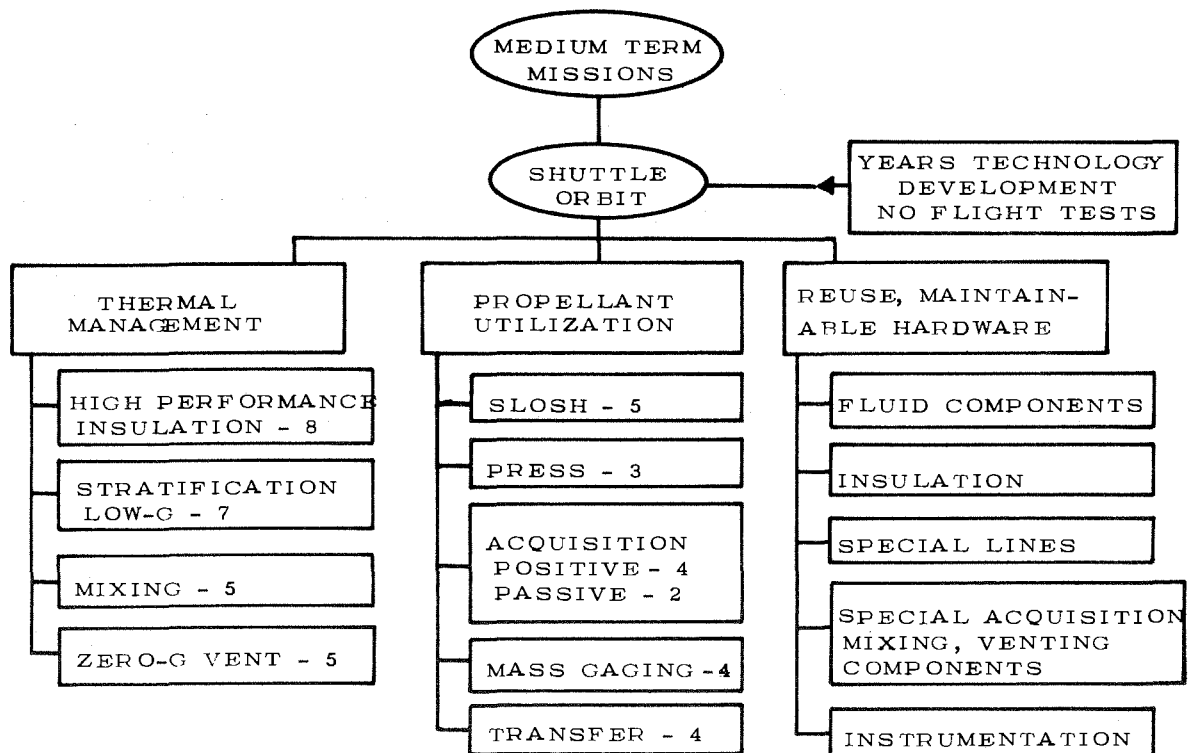 MEDIUM TERM
MISSIONS
SHUTTLE
ORBIT
YEARS TECHNOLOGY
DEVELOPMENT
NO FLIGHT TESTS
THERMAL
MANAGEMENT
HIGH PERFORMANCE
INSULATION - 8
STRATIFICATION
LOW-G - 7
MIXING - 5
ZERO-G VENT - 5
PROPELLANT
UTILIZATION
SLOSH - 5
PRESS - 3
ACQUISITION
POSITIVE - 4
PASSIVE - 2
MASS GAGING - 4
TRANSFER - 4
REUSE, MAINTAIN-
ABLE HARDWARE
FLUID COMPONENTS
INSULATION
SPECIAL LINES
SPECIAL ACQUISITION
MIXING, VENTING
COMPONENTS
INSTRUMENTATION